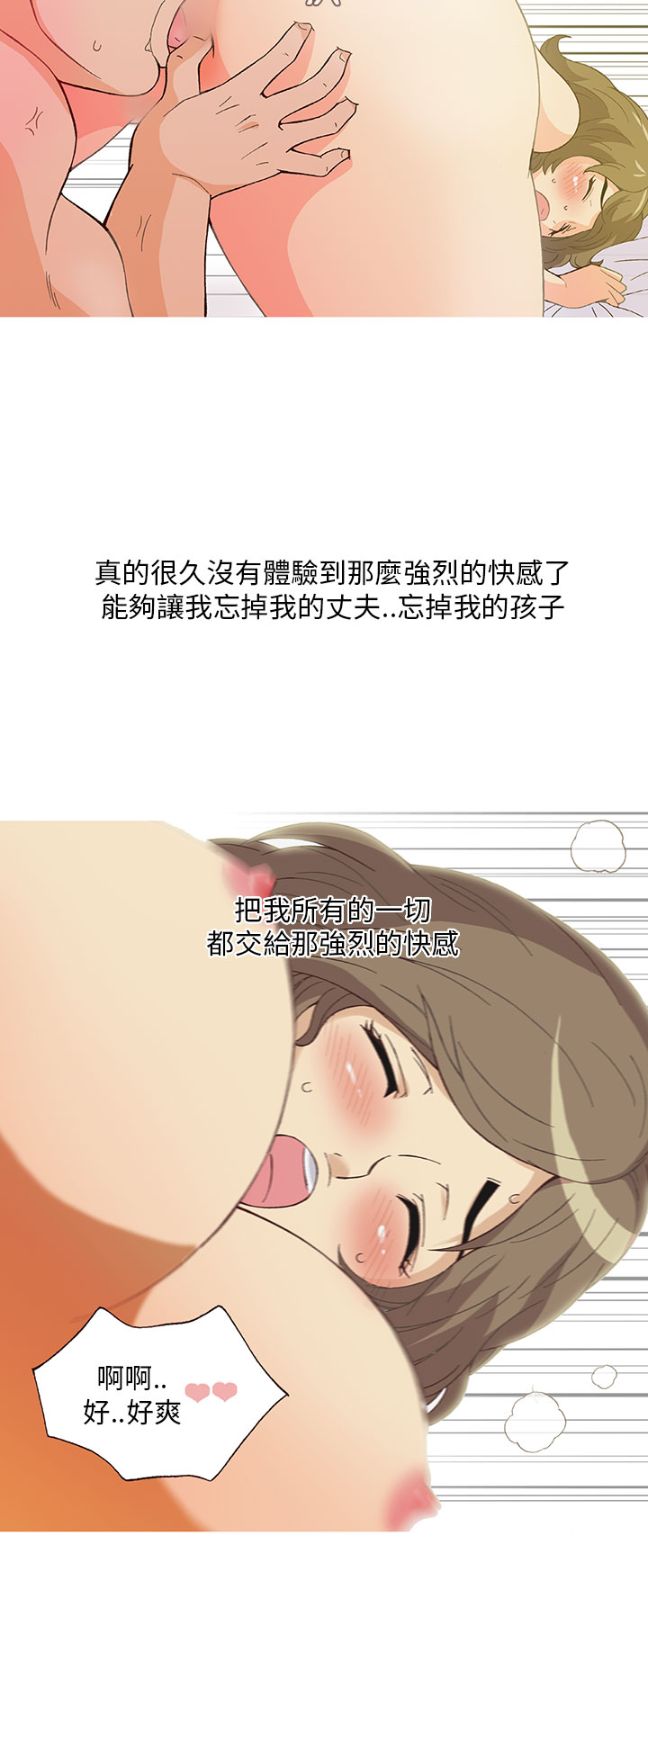 真的很久沒有體驗到那麼強烈的快感了
能夠讓我忘掉我的丈夫..忘掉我的孩子
把我所有的一切
都交給那強烈的快感
啊啊..
好..好爽